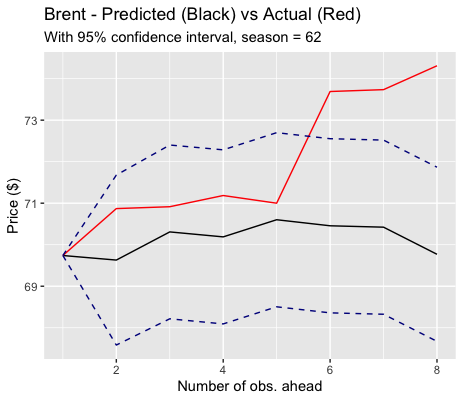 Brent - Predicted (Black) vs Actual (Red)
With 95% confidence interval, season = 62
Price ($)
73
71
69
2 4 6 8
Number of obs. ahead